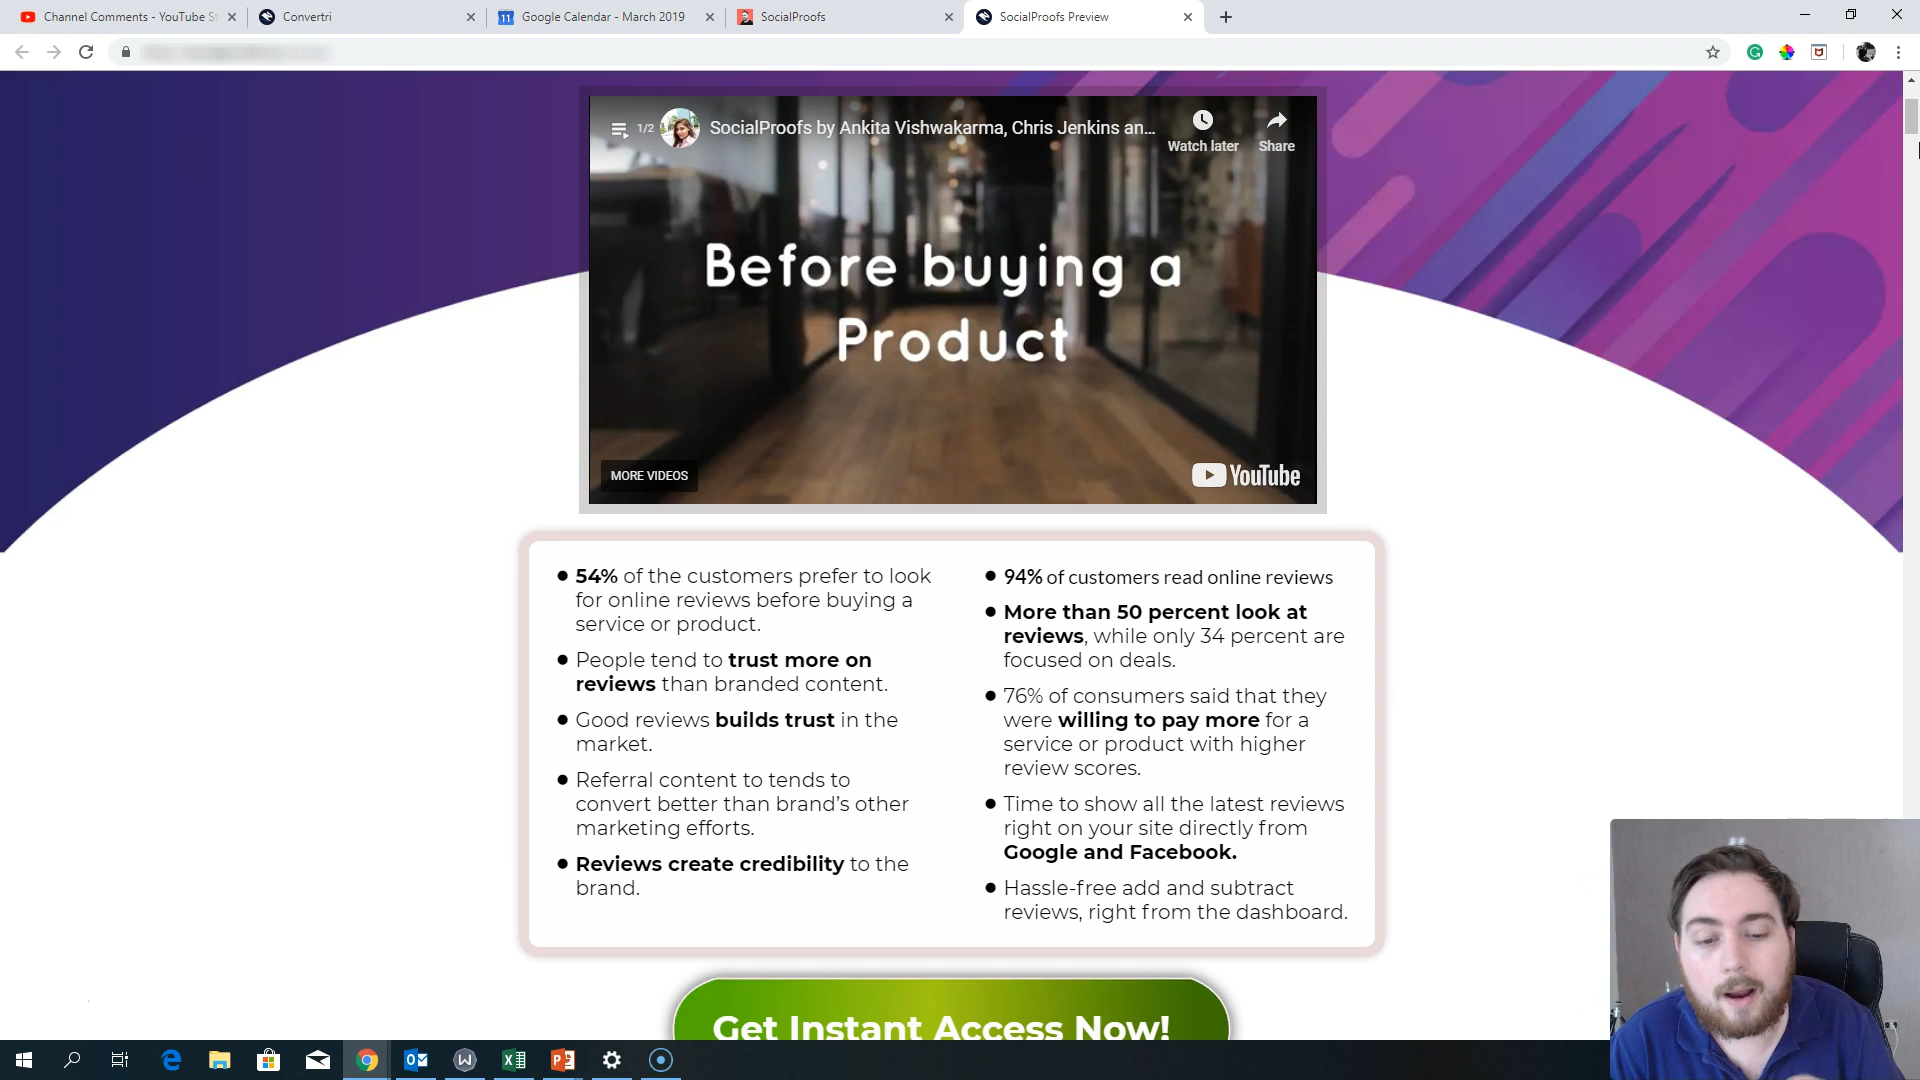 Channel Comments - YouTube St
Convertri
Google Calendar - March 2019
SocialProofs
SocialProofs Preview
1/2
SocialProofs by Ankita Vishwakarma, Chris Jenkins an...
Watch later
Share
Before buying a
Product
MORE VIDEOS
YouTube
54% of the customers prefer to look
for online reviews before buying a
service or product.
People tend to trust more on
reviews than branded content.
Good reviews builds trust in the
market.
Referral content to tends to
convert better than brand's other
marketing efforts.
Reviews create credibility to the
brand.
94% of customers read online reviews
More than 50 percent look at
reviews, while only 34 percent are
focused on deals.
76% of consumers said that they
were willing to pay more for a
service or product with higher
review scores.
Time to show all the latest reviews
right on your site directly from
Google and Facebook.
Hassle-free add and subtract
reviews, right from the dashboard.
Get Instant Access Now!